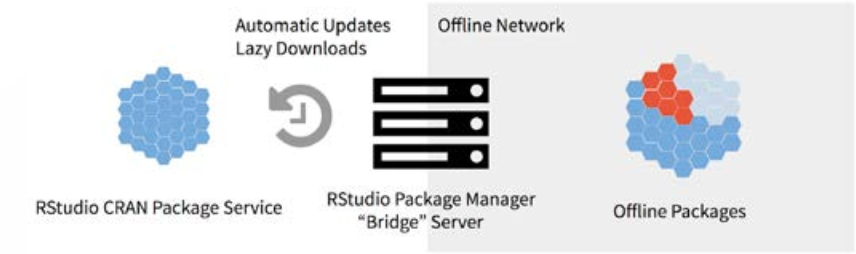 Automatic Updates
Lazy Downloads
Offline Network
RStudio CRAN Package Service
RStudio Package Manager
“Bridge” Server
Offline Packages